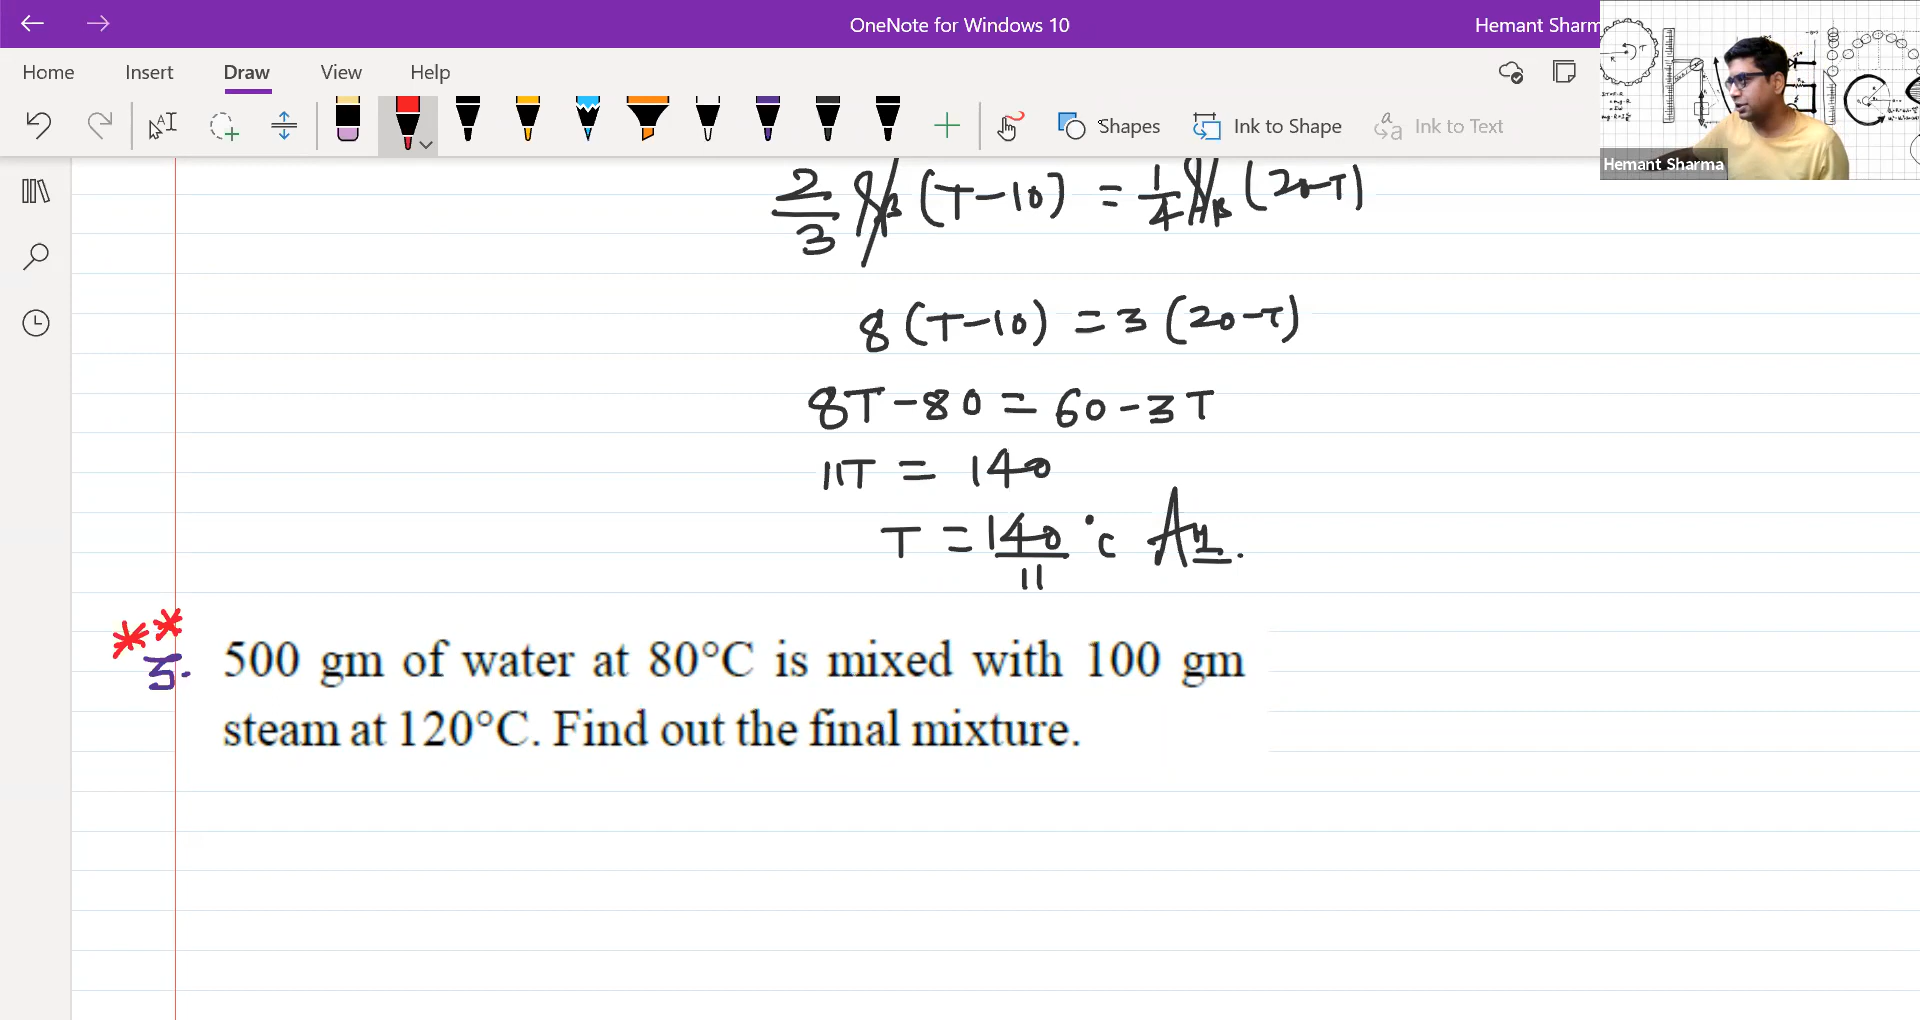 OneNote for Windows 10
Hemant Sharm
Home Insert Draw View Help
Shapes Ink to Shape Ink to Text
Hemant Sharma
2/3 (T-10) = 1/4 (20-T)
8 (T-10) = 3 (20-T)
8T-80 = 60-3T
11T = 140
T = 140/11 °C
** 5.
500 gm of water at 80°C is mixed with 100 gm
steam at 120°C. Find out the final mixture.